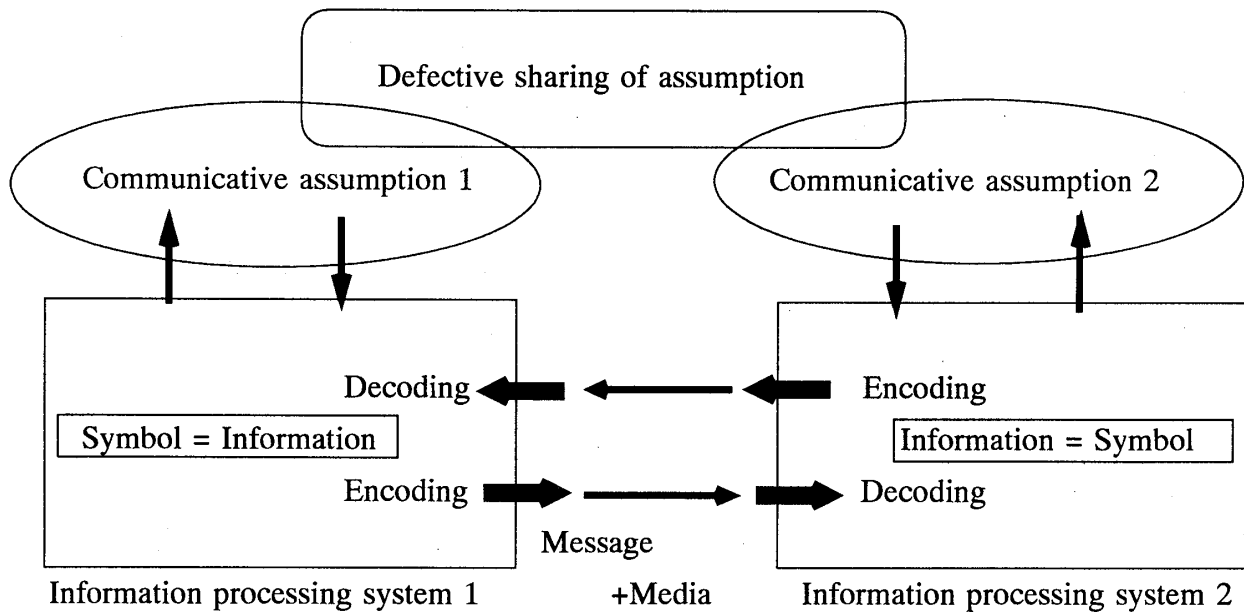 Defective sharing of assumption
Communicative assumption 1
Communicative assumption 2
Decoding
Encoding
Symbol = Information
Information = Symbol
Encoding
Decoding
Message
Information processing system 1
+Media
Information processing system 2